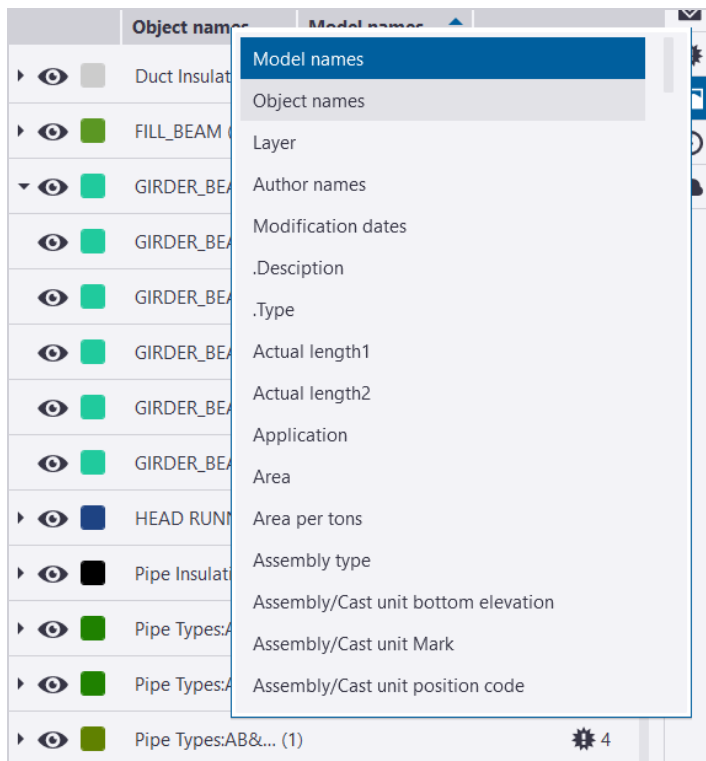 Object names Model names
Model names
Object names
Layer
Author names
Modification dates
.Desciption
.Type
Actual length1
Actual length2
Application
Area
Area per tons
Assembly type
Assembly/Cast unit bottom elevation
Assembly/Cast unit Mark
Assembly/Cast unit position code
Duct Insulat
FILL_BEAM (
GIRDER_BEA
GIRDER_BEA
GIRDER_BEA
GIRDER_BEA
GIRDER_BEA
GIRDER_BEA
HEAD RUNN
Pipe Insulati
Pipe Types:A
Pipe Types:A
Pipe Types:AB&... (1) 4